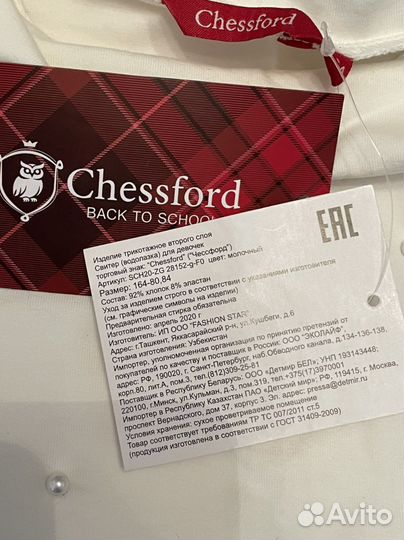 Chessford
Chessford
BACK TO SCHOOL
EAC
Изделие трикотажное второго слоя
Свитер (водолазка) для девочек
торговый знак: "Chessford" ("Чессфорд")
Артикул: SCH20-ZG 28152-g-F0 цвет: молочный
Размер: 164-80,84
Состав: 92% хлопок 8% эластан
Уход за изделием строго в соответствии с указаниями изготовителя
(см. графические символы на изделии)
Предварительная стирка обязательна
Изготовлено: апрель 2020 г
Изготовитель: ИП ООО "FASHION STAR"
Адрес: г.Ташкент, Яккасарайский р-н, ул.Кушбеги, д.6
Страна изготовления: Узбекистан
Импортер, уполномоченное организации по принятию претензий от
покупателей по качеству и поставщик в России: ООО "ЭКОЛАЙФ",
адрес: РФ, 190020, г. Санкт-Петербург, наб.Обводного канала, д.134-136-138,
корп.80, лит.А, пом.3, тел.(812)309-25-81
Поставщик в Республику Беларусь: ООО «Детмир БЕЛ»; УНП 193143448;
220100, г.Минск, ул.Кульман, д.3, пом.319, тел. +375(17)3970001
Импортер в Республику Казахстан ПАО «Детский мир»; РФ, 119415, г. Москва,
проспект Вернадского, дом 37, корпус 3, Эл. адрес: pressa@detmir.ru
Условия хранения: сухое проветриваемое помещение
Товар соответствует требованиям ТР ТС 007/2011 ст.5
(продукция изготовлена в соответствии с ГОСТ 31409-2009)
Avito